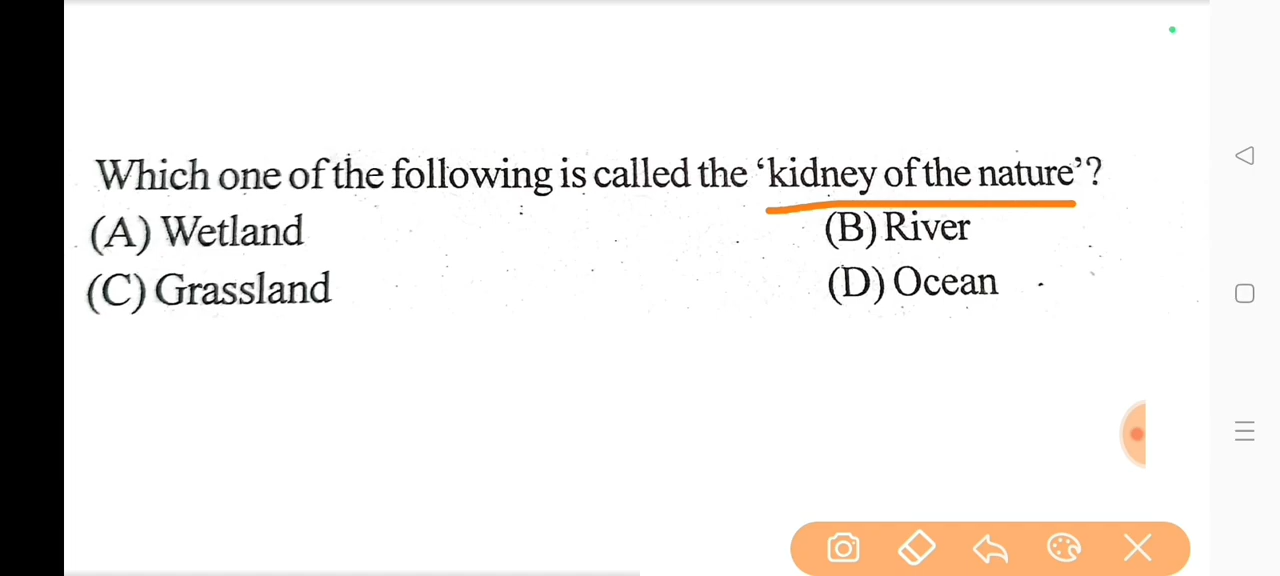 Which one of the following is called the ‘kidney of the nature’?
(A) Wetland (B) River
(C) Grassland (D) Ocean